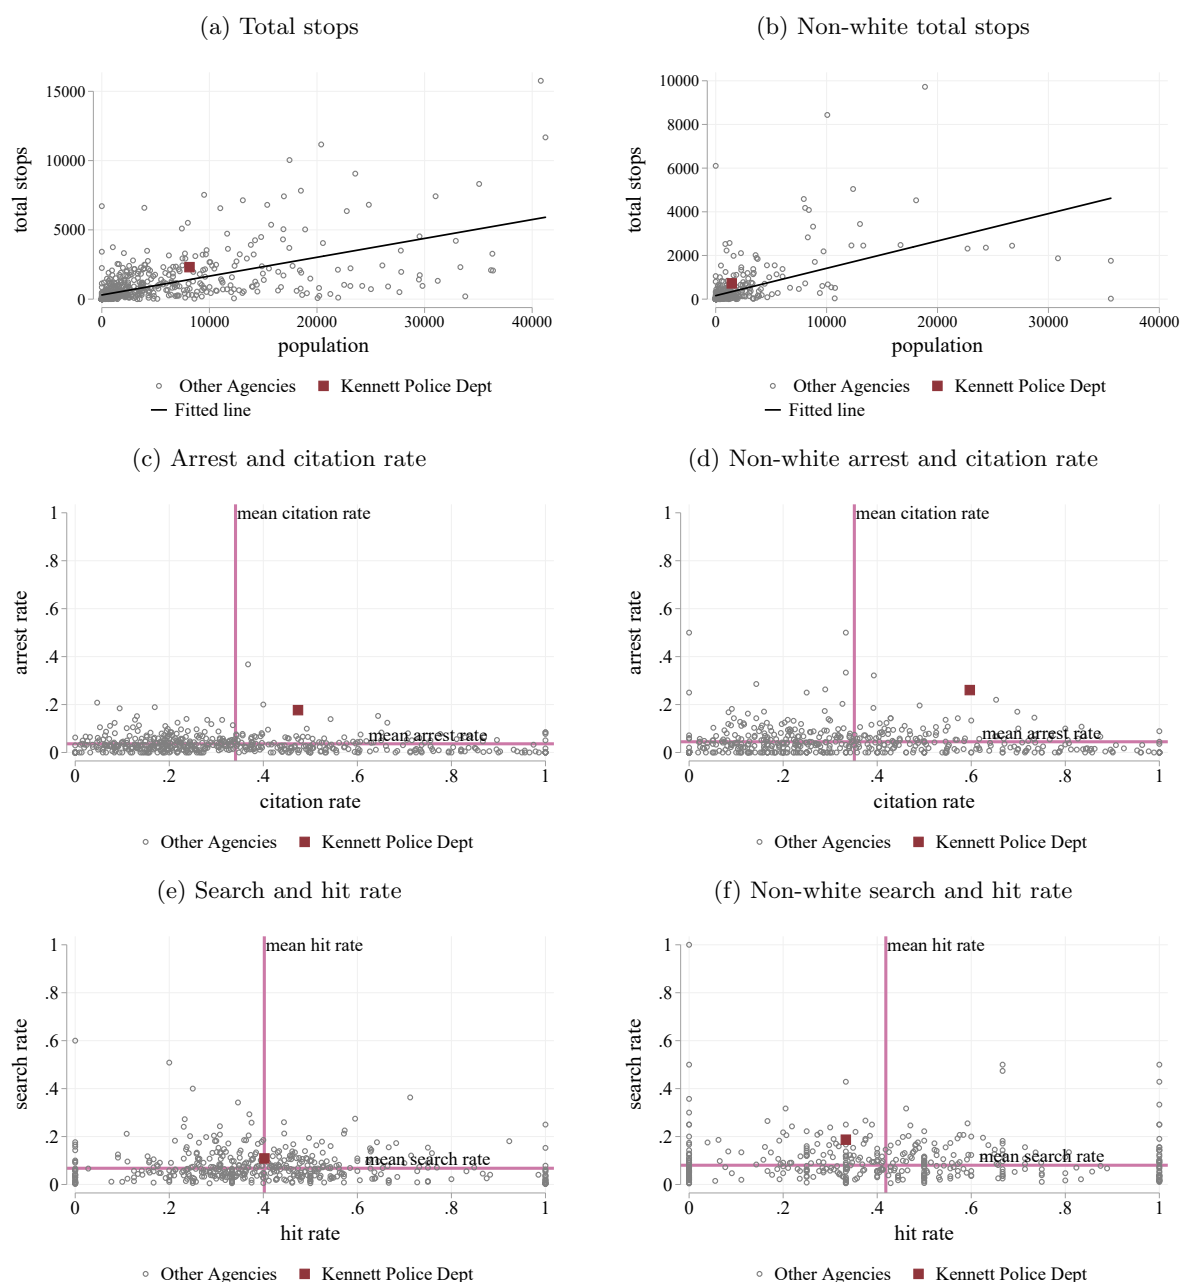 (a) Total stops
(b) Non-white total stops
total stops
15000
10000
5000
0
0 10000 20000 30000 40000
population
Other Agencies Kennett Police Dept
Fitted line
total stops
10000
8000
6000
4000
2000
0
0 10000 20000 30000 40000
population
Other Agencies Kennett Police Dept
Fitted line
(c) Arrest and citation rate
(d) Non-white arrest and citation rate
mean citation rate
arrest rate
1
.8
.6
.4
.2
0
mean arrest rate
0 .2 .4 .6 .8 1
citation rate
Other Agencies Kennett Police Dept
mean citation rate
arrest rate
1
.8
.6
.4
.2
0
mean arrest rate
0 .2 .4 .6 .8 1
citation rate
Other Agencies Kennett Police Dept
(e) Search and hit rate
(f) Non-white search and hit rate
mean hit rate
search rate
1
.8
.6
.4
.2
0
mean search rate
0 .2 .4 .6 .8 1
hit rate
Other Agencies Kennett Police Dept
mean hit rate
search rate
1
.8
.6
.4
.2
0
mean search rate
0 .2 .4 .6 .8 1
hit rate
Other Agencies Kennett Police Dept